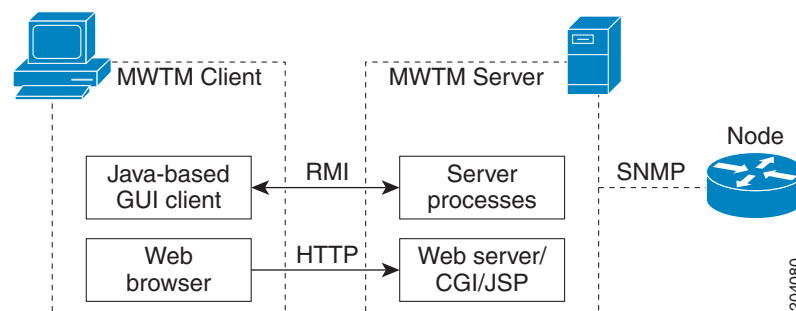 MWTM Client
MWTM Server
Node
Java-based
GUI client
RMI
Server
processes
SNMP
Web
browser
HTTP
Web server/
CGI/JSP
204080